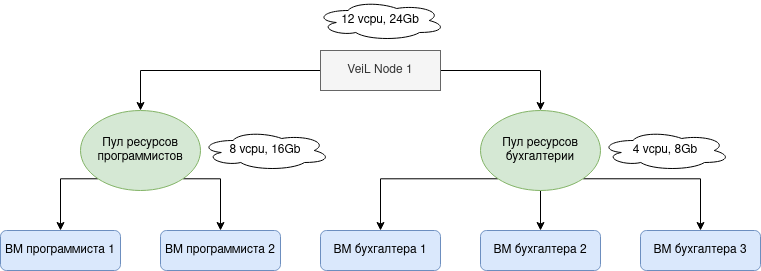 12 vcpu, 24Gb
VeiL Node 1
Пул ресурсов
программистов
8 vcpu, 16Gb
Пул ресурсов
бухгалтерии
4 vcpu, 8Gb
ВМ программиста 1
ВМ программиста 2
ВМ бухгалтера 1
ВМ бухгалтера 2
ВМ бухгалтера 3